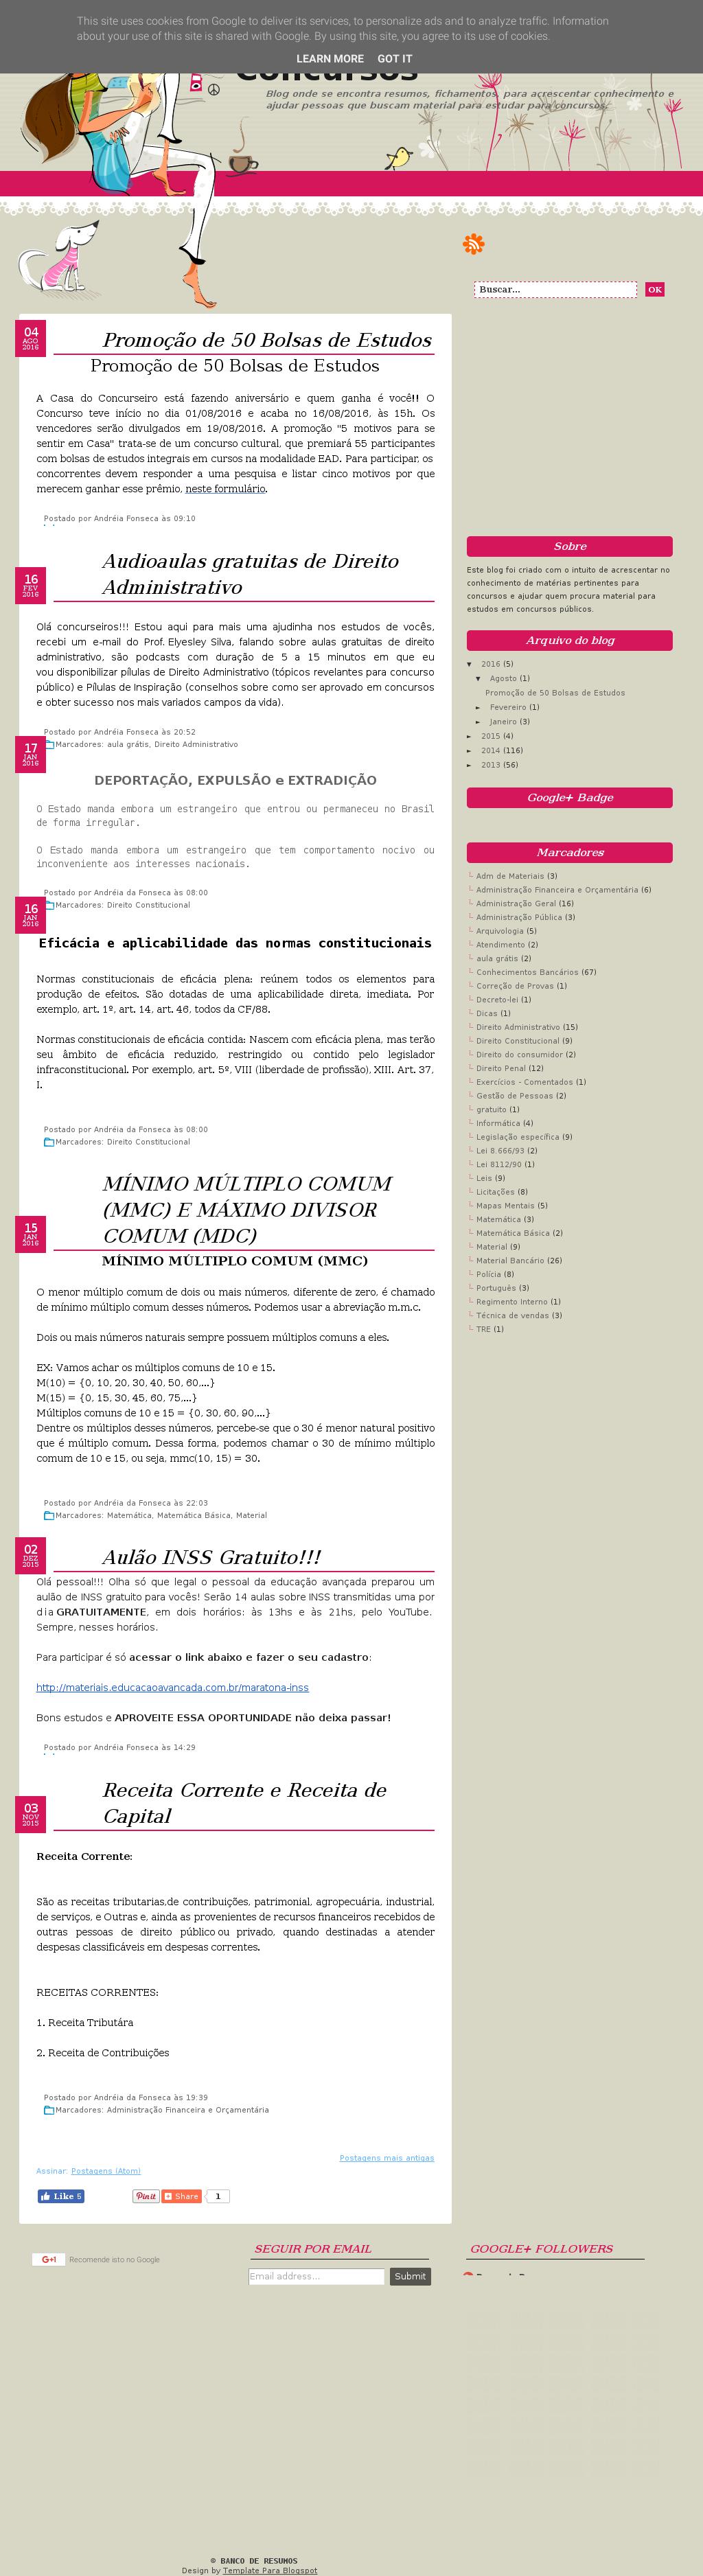 This site uses cookies from Google to deliver its services, to personalize ads and to analyze traffic. Information
about your use of this site is shared with Google. By using this site, you agree to its use of cookies.
LEARN MORE GOT IT
Concursos
Blog onde se encontra resumos, fichamentos, para acrescentar conhecimento e
ajudar pessoas que buscam material para estudar para concursos.
Buscar...
OK
04
AGO
2016
Promoção de 50 Bolsas de Estudos
Promoção de 50 Bolsas de Estudos
A Casa do Concurseiro está fazendo aniversário e quem ganha é você!! O
Concurso teve início no dia 01/08/2016 e acaba no 16/08/2016, às 15h. Os
vencedores serão divulgados em 19/08/2016. A promoção "5 motivos para se
sentir em Casa" trata-se de um concurso cultural, que premiará 55 participantes
com bolsas de estudos integrais em cursos na modalidade EAD. Para participar, os
concorrentes devem responder a uma pesquisa e listar cinco motivos por que
merecem ganhar esse prêmio, neste formulário.
Postado por Andréia Fonseca às 09:10
16
FEV
2016
Audioaulas gratuitas de Direito
Administrativo
Olá concurseiros!!! Estou aqui para mais uma ajudinha nos estudos de vocês,
recebi um e-mail do Prof. Elyesley Silva, falando sobre aulas gratuitas de direito
administrativo, são podcasts com duração de 5 a 15 minutos em que eu
vou disponibilizar pílulas de Direito Administrativo (tópicos revelantes para concurso
público) e Pílulas de Inspiração (conselhos sobre como ser aprovado em concursos
e obter sucesso nos mais variados campos da vida).
Postado por Andréia Fonseca às 20:52
Marcadores: aula grátis, Direito Administrativo
17
JAN
2016
DEPORTAÇÃO, EXPULSÃO e EXTRADIÇÃO
O Estado manda embora um estrangeiro que entrou ou permaneceu no Brasil
de forma irregular.
O Estado manda embora um estrangeiro que tem comportamento nocivo ou
inconveniente aos interesses nacionais.
Postado por Andréia da Fonseca às 08:00
Marcadores: Direito Constitucional
16
JAN
2016
Eficácia e aplicabilidade das normas constitucionais
Normas constitucionais de eficácia plena: reúnem todos os elementos para
produção de efeitos. São dotadas de uma aplicabilidade direta, imediata. Por
exemplo, art. 1º, art. 14, art. 46, todos da CF/88.
Normas constitucionais de eficácia contida: Nascem com eficácia plena, mas terão
seu âmbito de eficácia reduzido, restringido ou contido pelo legislador
infraconstitucional. Por exemplo, art. 5º, VIII (liberdade de profissão). XIII. Art. 37,
I.
Postado por Andréia da Fonseca às 08:00
Marcadores: Direito Constitucional
15
JAN
2016
MÍNIMO MÚLTIPLO COMUM
(MMC) E MÁXIMO DIVISOR
COMUM (MDC)
MÍNIMO MÚLTIPLO COMUM (MMC)
O menor múltiplo comum de dois ou mais números, diferente de zero, é chamado
de mínimo múltiplo comum desses números. Podemos usar a abreviação m.m.c.
Dois ou mais números naturais sempre possuem múltiplos comuns a eles.
EX: Vamos achar os múltiplos comuns de 10 e 15.
M(10) = {0, 10, 20, 30, 40, 50, 60,...}
M(15) = {0, 15, 30, 45, 60, 75,...}
Múltiplos comuns de 10 e 15 = {0, 30, 60, 90,...}
Dentre os múltiplos desses números, percebe-se que o 30 é menor natural positivo
que é múltiplo comum. Dessa forma, podemos chamar o 30 de mínimo múltiplo
comum de 10 e 15, ou seja, mmc(10, 15) = 30.
Postado por Andréia da Fonseca às 22:03
Marcadores: Matemática, Matemática Básica, Material
02
DEZ
2015
Aulão INSS Gratuito!!!
Olá pessoal!!! Olha só que legal o pessoal da educação avançada preparou um
aulão de INSS gratuito para vocês! Serão 14 aulas sobre INSS transmitidas uma por
dia GRATUITAMENTE, em dois horários: às 13hs e às 21hs, pelo YouTube.
Sempre, nesses horários.
Para participar é só acessar o link abaixo e fazer o seu cadastro:
http://materiais.educacaoavancada.com.br/maratona-inss
Bons estudos e APROVEITE ESSA OPORTUNIDADE não deixa passar!
Postado por Andréia Fonseca às 14:29
03
NOV
2015
Receita Corrente e Receita de
Capital
Receita Corrente:
São as receitas tributarias,de contribuições, patrimonial, agropecuária, industrial,
de serviços, e Outras e, ainda as provenientes de recursos financeiros recebidos de
outras pessoas de direito público ou privado, quando destinadas a atender
despesas classificáveis em despesas correntes.
RECEITAS CORRENTES:
1. Receita Tributára
2. Receita de Contribuições
Postado por Andréia da Fonseca às 19:39
Marcadores: Administração Financeira e Orçamentária
Postagens mais antigas
Assinar: Postagens (Atom)
Like 5
Pinit
Share
1
Sobre
Este blog foi criado com o intuito de acrescentar no
conhecimento de matérias pertinentes para
concursos e ajudar quem procura material para
estudos em concursos públicos.
Arquivo do blog
▼ 2016 (5)
▼ Agosto (1)
Promoção de 50 Bolsas de Estudos
► Fevereiro (1)
► Janeiro (3)
► 2015 (4)
► 2014 (116)
► 2013 (56)
Google+ Badge
Marcadores
Adm de Materiais (3)
Administração Financeira e Orçamentária (6)
Administração Geral (16)
Administração Pública (3)
Arquivologia (5)
Atendimento (2)
aula grátis (2)
Conhecimentos Bancários (67)
Correção de Provas (1)
Decreto-lei (1)
Dicas (1)
Direito Administrativo (15)
Direito Constitucional (9)
Direito do consumidor (2)
Direito Penal (12)
Exercícios - Comentados (1)
Gestão de Pessoas (2)
gratuito (1)
Informática (4)
Legislação específica (9)
Lei 8.666/93 (2)
Lei 8112/90 (1)
Leis (9)
Licitações (8)
Mapas Mentais (5)
Matemática (3)
Matemática Básica (2)
Material (9)
Material Bancário (26)
Polícia (8)
Português (3)
Regimento Interno (1)
Técnica de vendas (3)
TRE (1)
G+1 Recomende isto no Google
SEGUIR POR EMAIL
Email address...
Submit
GOOGLE+ FOLLOWERS
© BANCO DE RESUMOS
Design by Template Para Blogspot